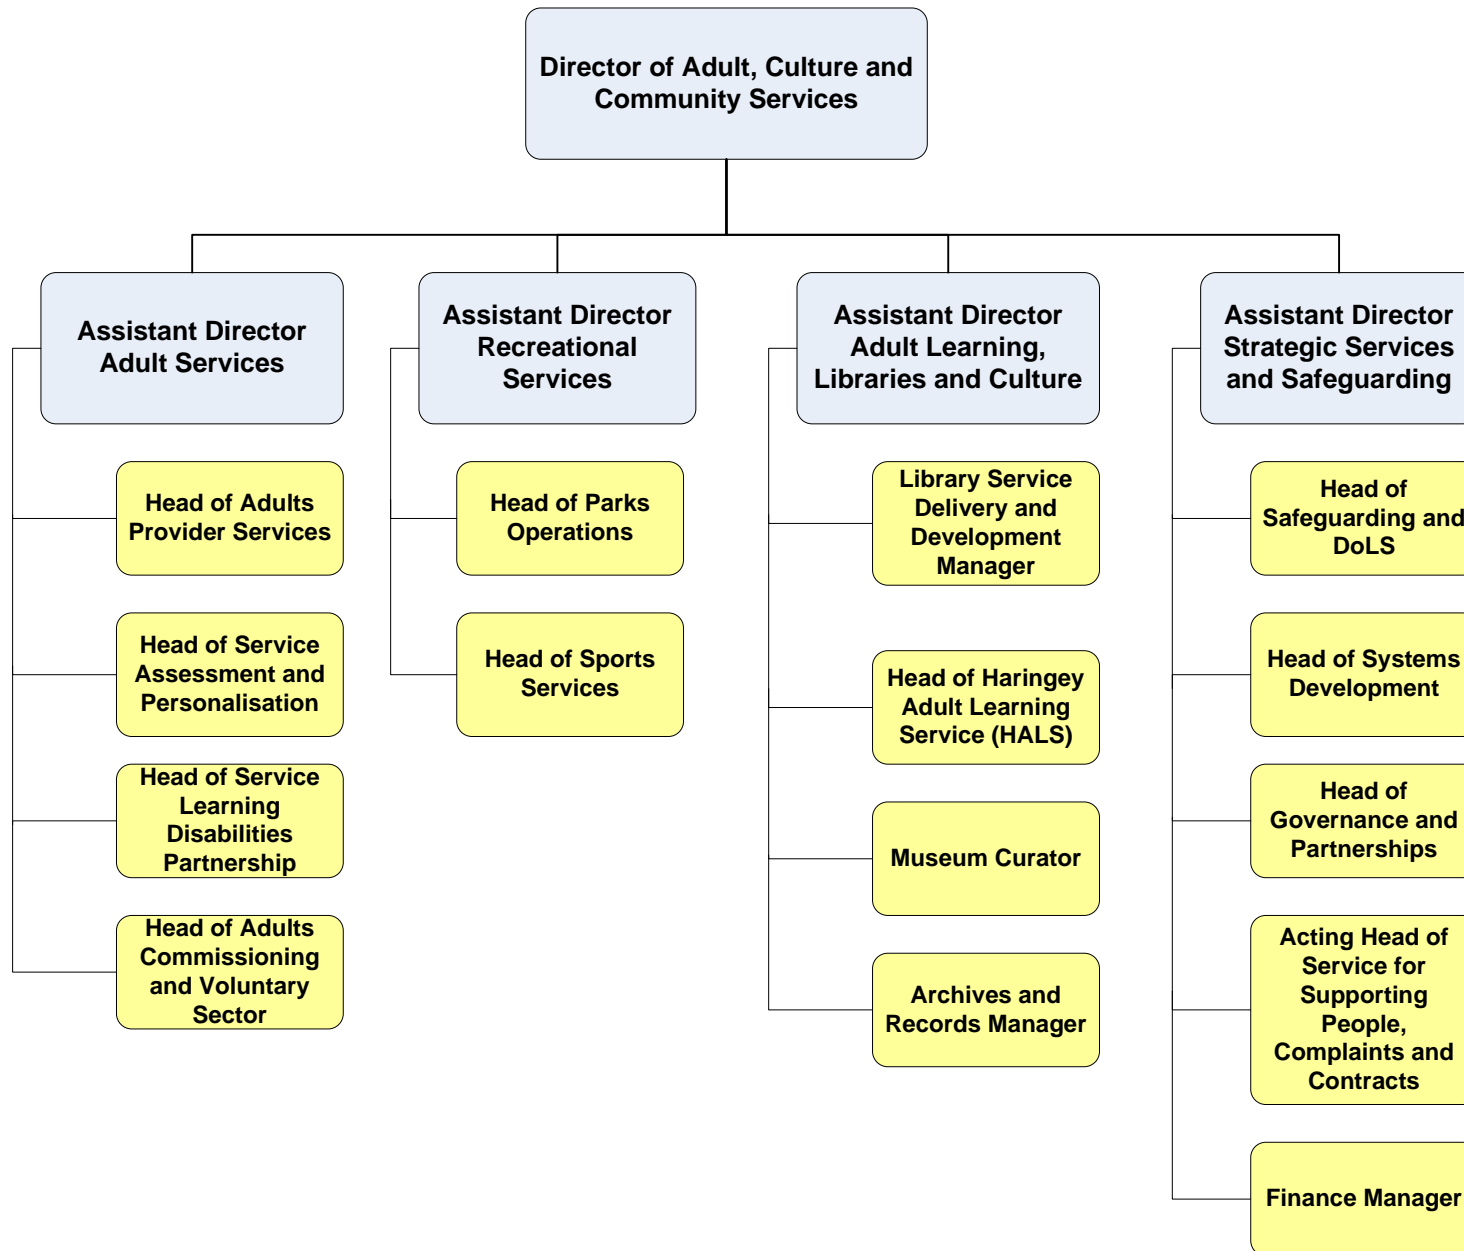 Director of Adult, Culture and
Community Services
Assistant Director
Adult Services
Assistant Director
Recreational
Services
Assistant Director
Adult Learning,
Libraries and Culture
Assistant Director
Strategic Services
and Safeguarding
Head of Adults
Provider Services
Head of Service
Assessment and
Personalisation
Head of Service
Learning
Disabilities
Partnership
Head of Adults
Commissioning
and Voluntary
Sector
Head of Parks
Operations
Head of Sports
Services
Library Service
Delivery and
Development
Manager
Head of Haringey
Adult Learning
Service (HALS)
Museum Curator
Archives and
Records Manager
Head of
Safeguarding and
DoLS
Head of Systems
Development
Head of
Governance and
Partnerships
Acting Head of
Service for
Supporting
People,
Complaints and
Contracts
Finance Manager